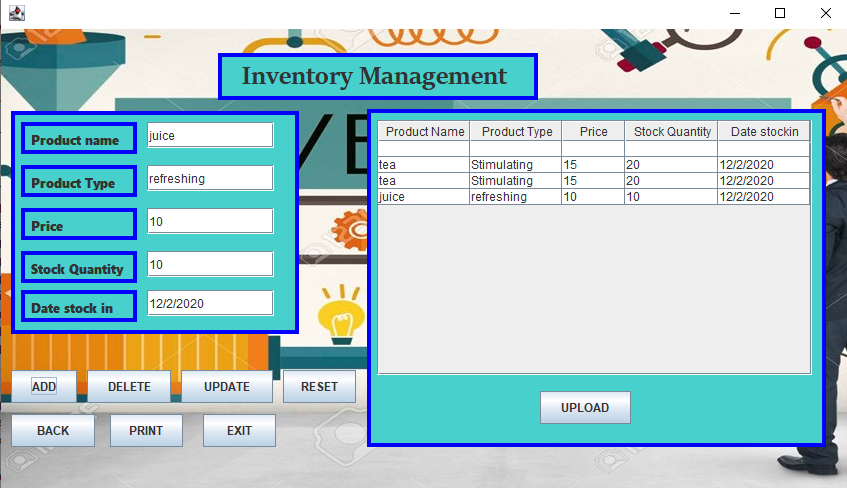 Inventory Management
Product name
juice
Product Type
refreshing
Price
10
Stock Quantity
10
Date stock in
12/2/2020
Product Name Product Type Price Stock Quantity Date stockin
tea Stimulating 15 20 12/2/2020
tea Stimulating 15 20 12/2/2020
juice refreshing 10 10 12/2/2020
ADD DELETE UPDATE RESET
BACK PRINT EXIT
UPLOAD